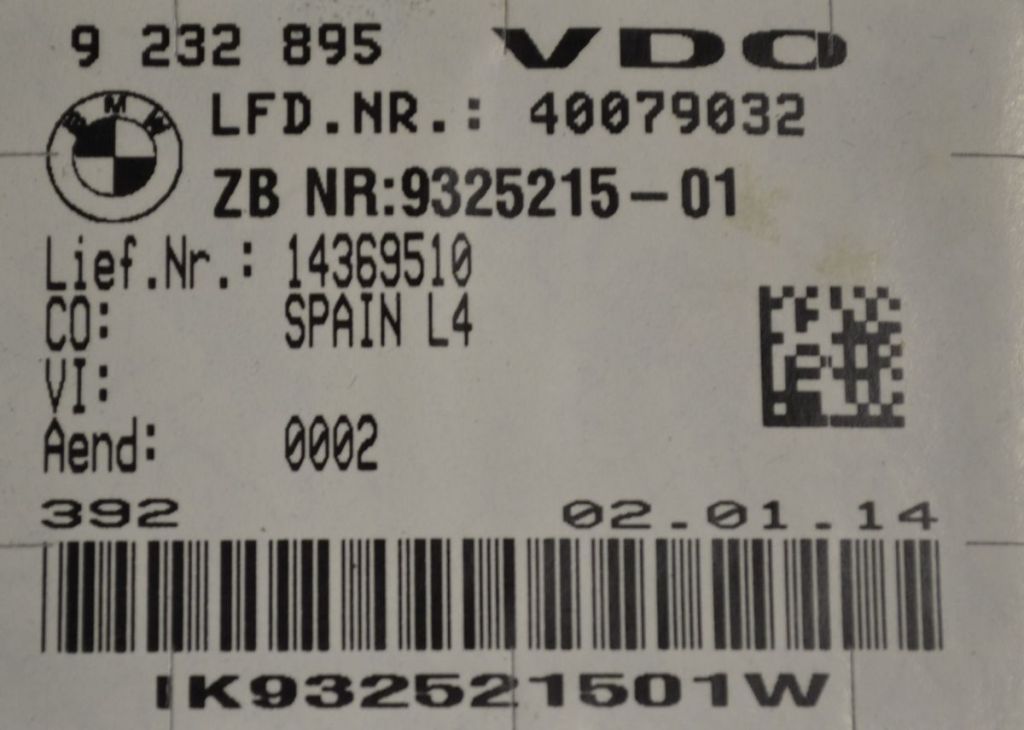 9 232 895 VDO
BMW
LFD.NR.: 40079032
ZB NR:9325215-01
Lief.Nr.: 14369510
CO: SPAIN L4
VI:
Aend: 0002
392 02.01.14
IK932521501W